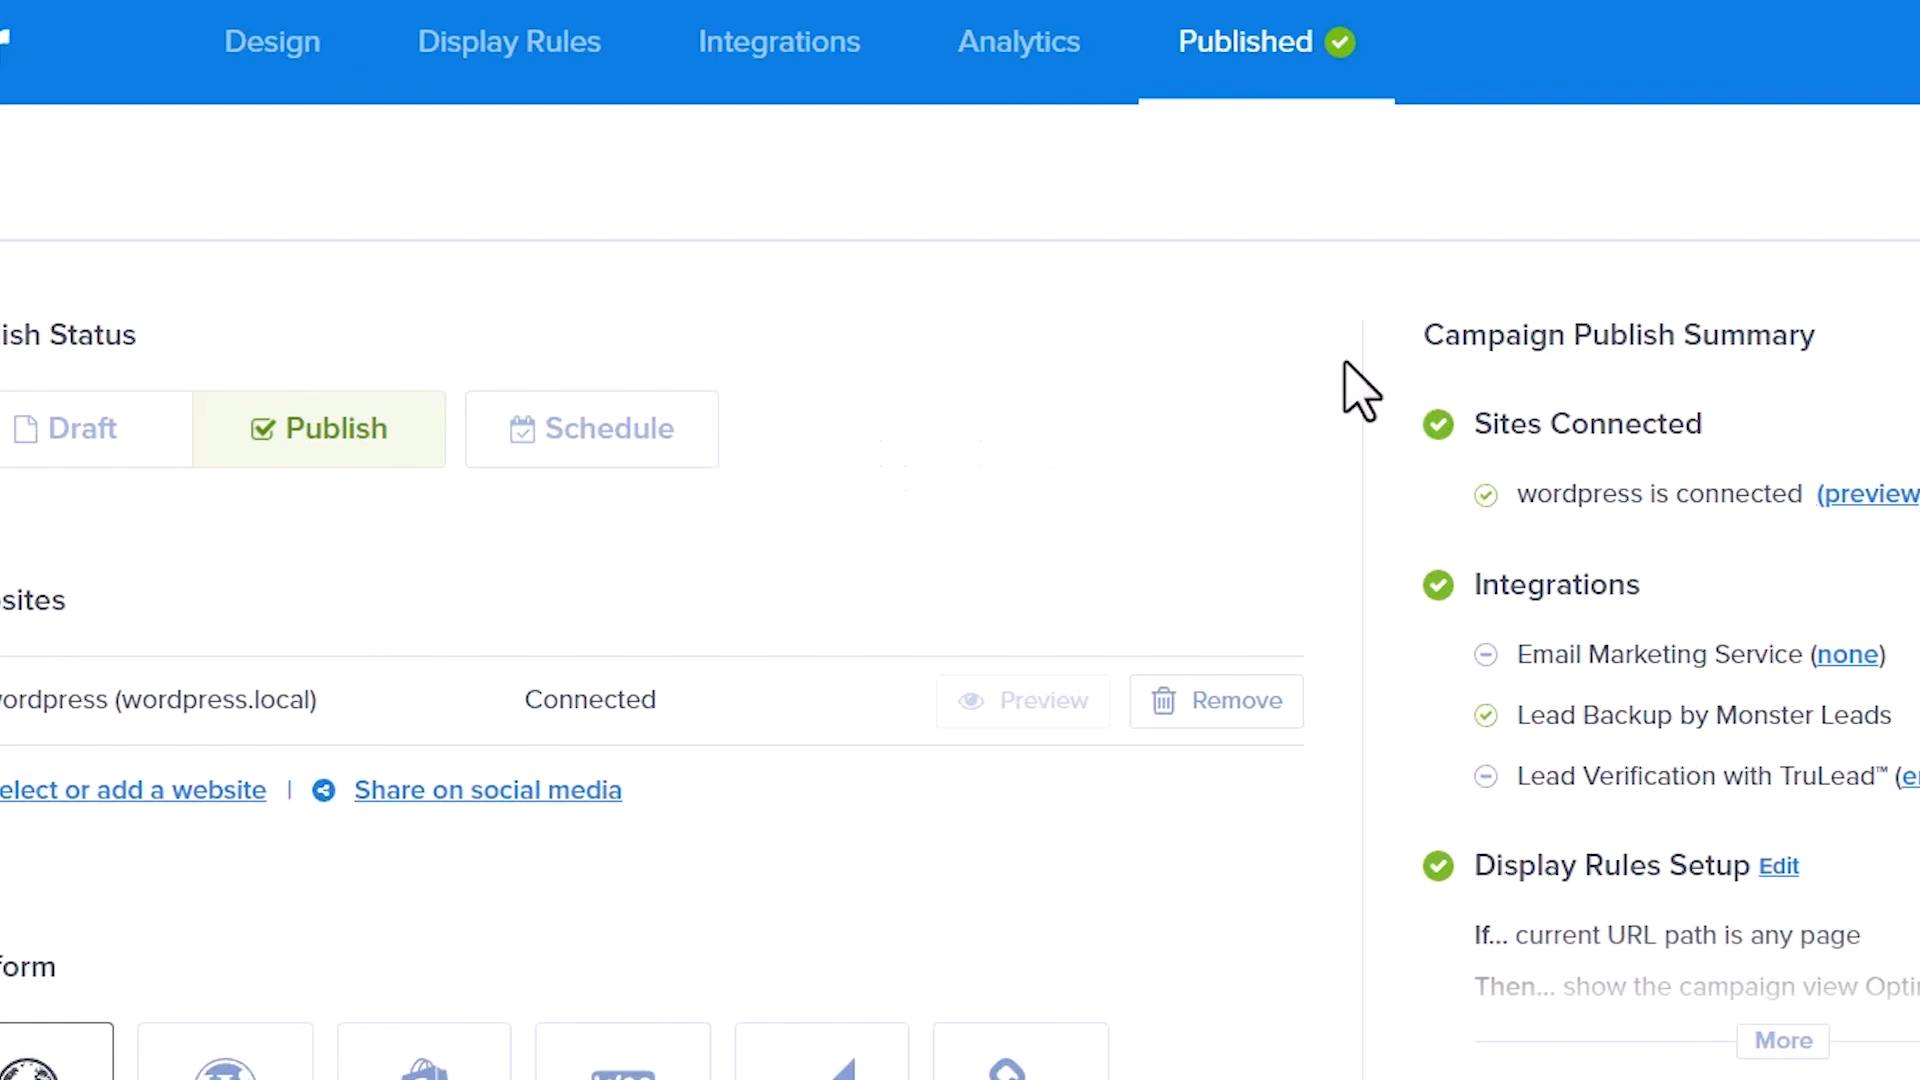 r
Design Display Rules Integrations Analytics Published
ish Status
Draft Publish Schedule
sites
ordpress (wordpress.local) Connected Preview Remove
elect or add a website | Share on social media
form
Campaign Publish Summary
Sites Connected
wordpress is connected (preview
Integrations
Email Marketing Service (none)
Lead Backup by Monster Leads
Lead Verification with TruLead™ (e
Display Rules Setup Edit
If... current URL path is any page
Then... show the campaign view Opti
More